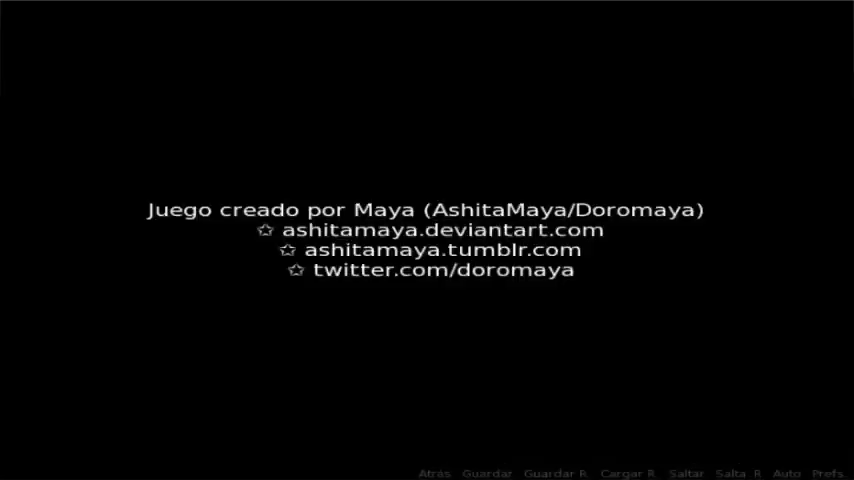 Juego creado por Maya (AshitaMaya/Doromaya)
✩ ashitamaya.deviantart.com
✩ ashitamaya.tumblr.com
✩ twitter.com/doromaya
Atrás Guardar Guardar R Cargar R Saltar Salta R Auto Prefs